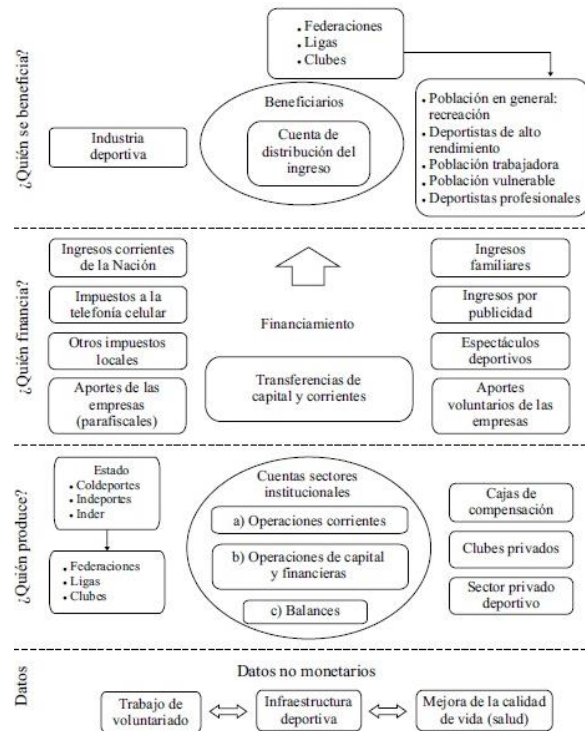 ¿Quién se beneficia?
• Federaciones
• Ligas
• Clubes
Industria
deportiva
Beneficiarios
Cuenta de
distribución del
ingreso
• Población en general:
recreación
• Deportistas de alto
rendimiento
• Población trabajadora
• Población vulnerable
• Deportistas profesionales
¿Quién financia?
Ingresos corrientes
de la Nación
Impuestos a la
telefonía celular
Otros impuestos
locales
Aportes de las
empresas
(parafiscales)
Financiamiento
Transferencias de
capital y corrientes
Ingresos
familiares
Ingresos por
publicidad
Espectáculos
deportivos
Aportes
voluntarios de las
empresas
¿Quién produce?
Estado
• Coldeportes
• Indeportes
• Inder
• Federaciones
• Ligas
• Clubes
Cuentas sectores
institucionales
a) Operaciones corrientes
b) Operaciones de capital
y financieras
c) Balances
Cajas de
compensación
Clubes privados
Sector privado
deportivo
Datos
Datos no monetarios
Trabajo de
voluntariado
Infraestructura
deportiva
Mejora de la calidad
de vida (salud)